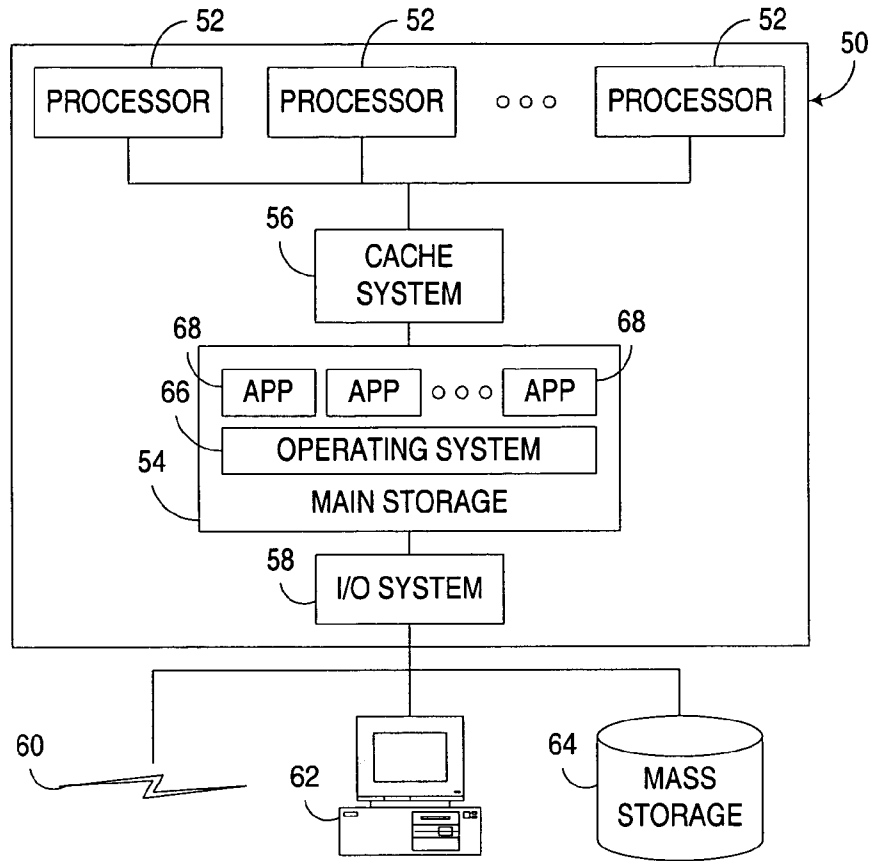 52 52 52
50
PROCESSOR PROCESSOR PROCESSOR
56
CACHE
SYSTEM
68 68
APP APP APP
66
OPERATING SYSTEM
54
MAIN STORAGE
58
I/O SYSTEM
60
62
64
MASS
STORAGE